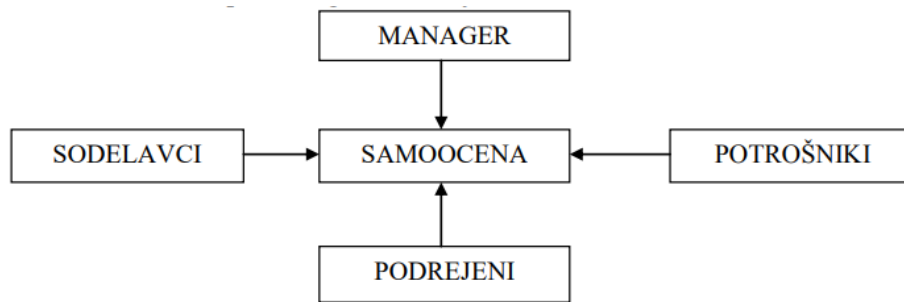 MANAGER
SODELAVCI
SAMOOCENA
POTROŠNIKI
PODREJENI